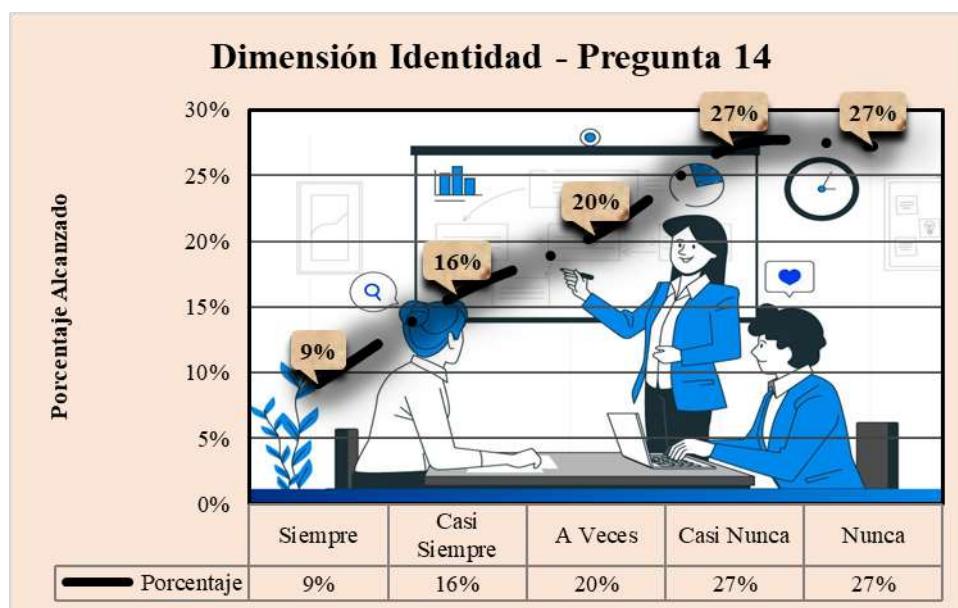 Dimensión Identidad - Pregunta 14
Porcentaje Alcanzado
30%
25%
20%
15%
10%
5%
0%
9%
16%
20%
27%
27%
Siempre
Casi
Siempre
A Veces
Casi Nunca
Nunca
Porcentaje
9%
16%
20%
27%
27%